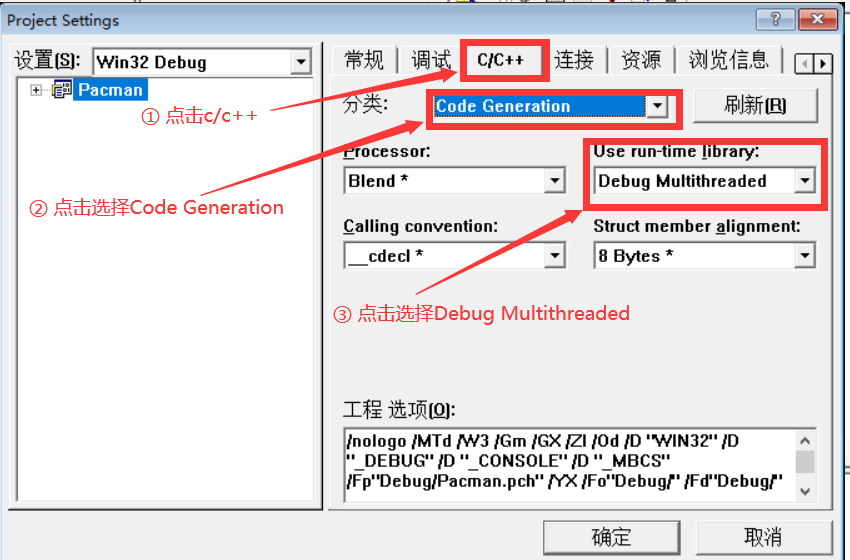 Project Settings
设置(S): Win32 Debug
Pacman
常规 调试 C/C++ 连接 资源 浏览信息
① 点击c/c++
分类: Code Generation 刷新(R)
Processor: Use run-time library:
Blend * Debug Multithreaded
② 点击选择Code Generation
Calling convention: Struct member alignment:
__cdecl * 8 Bytes *
③ 点击选择Debug Multithreaded
工程 选项(O):
/nologo /MTd /W3 /Gm /GX /ZI /Od /D "WIN32" /D
"_DEBUG" /D "_CONSOLE" /D "_MBCS"
/Fp"Debug/Pacman.pch" /YX /Fo"Debug/" /Fd"Debug/"
确定 取消